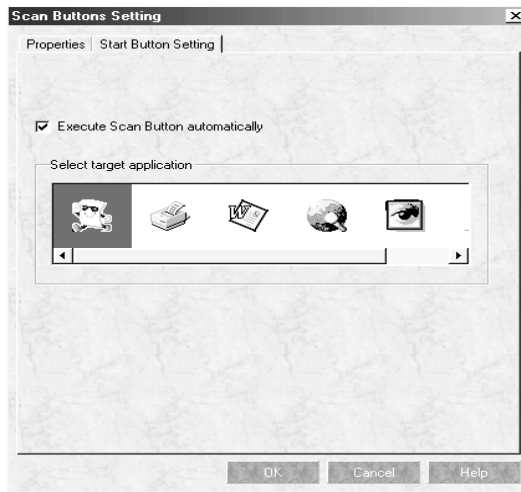 Scan Buttons Setting
Properties Start Button Setting
Execute Scan Button automatically
Select target application
W
OK Cancel Help